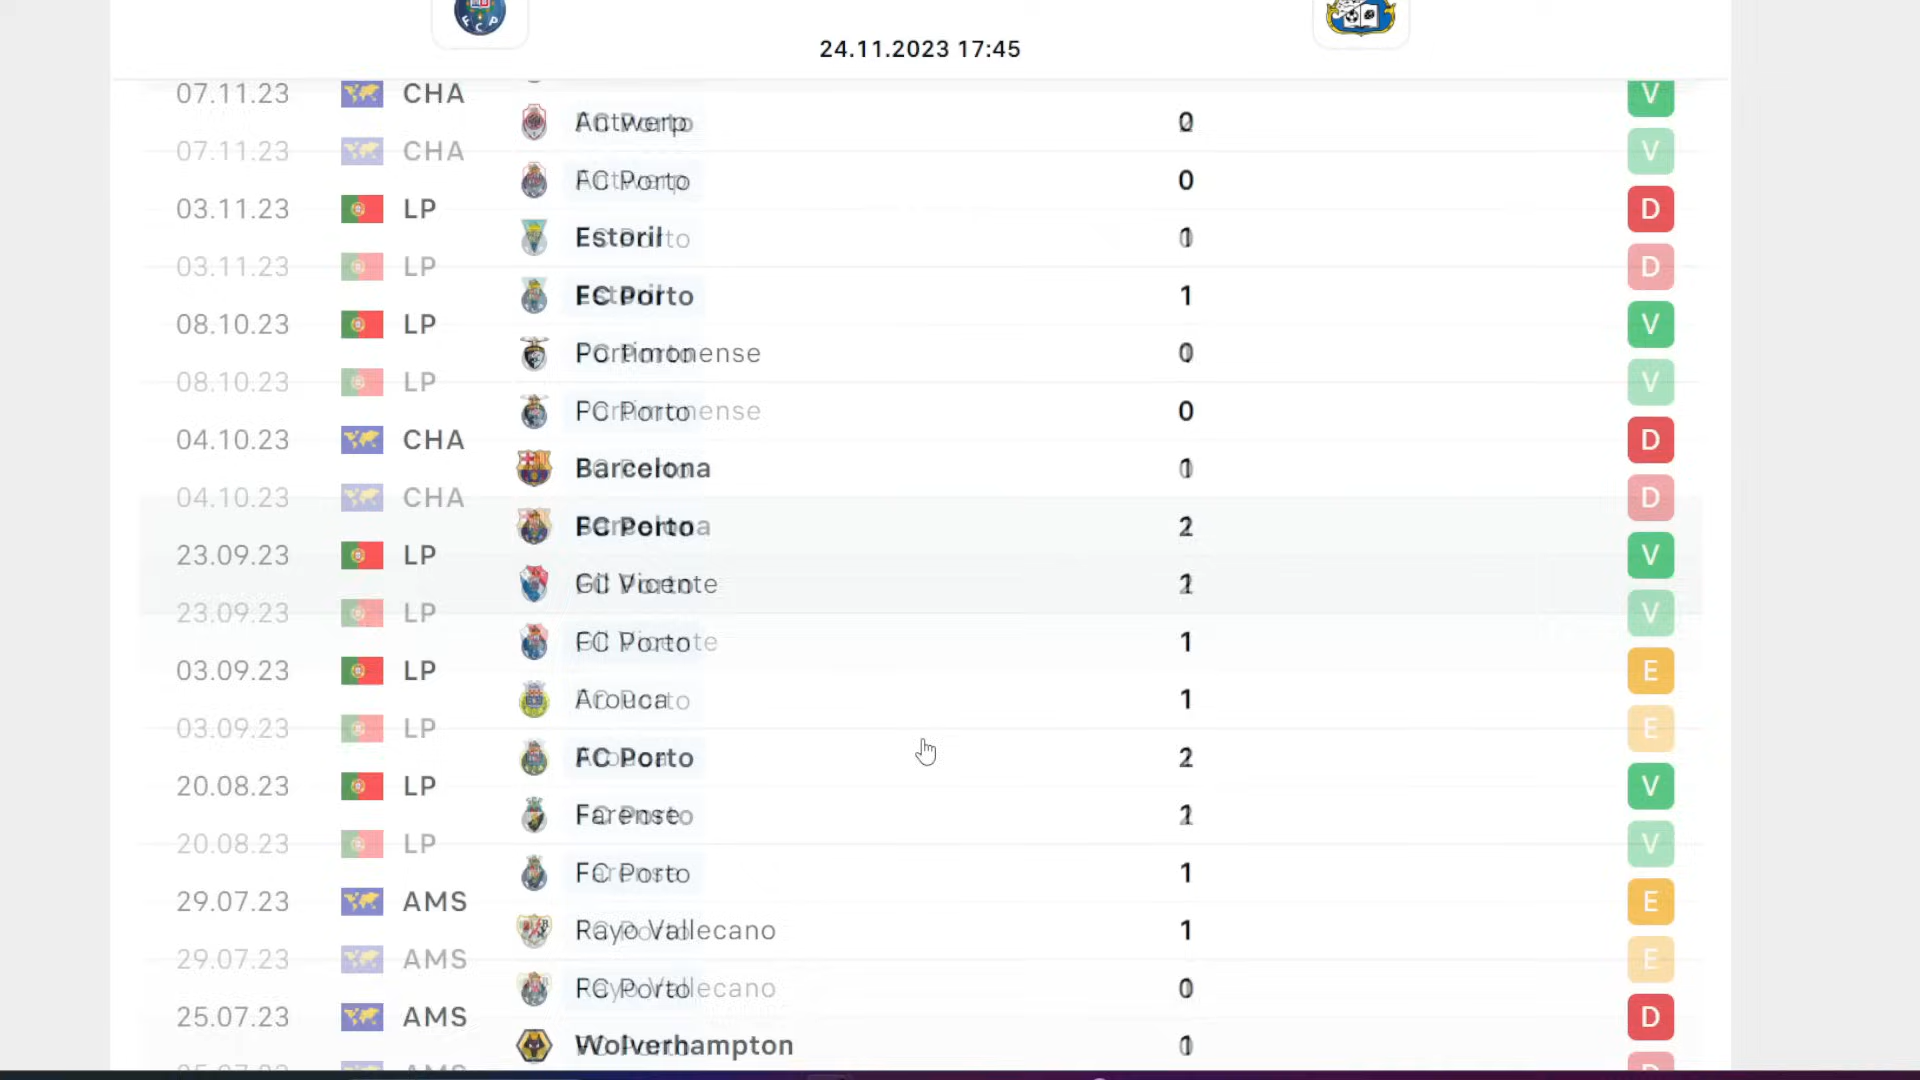 FCP
24.11.2023 17:45
07.11.23 CHA V
Antwerp 0
07.11.23 CHA V
FC Porto 0
03.11.23 LP D
Estoril 1
03.11.23 LP D
FC Porto 1
08.10.23 LP V
Portimonense 0
08.10.23 LP V
FC Porto 0
04.10.23 CHA D
Barcelona 1
04.10.23 CHA D
FC Porto 2
23.09.23 LP V
Gil Vicente 1
23.09.23 LP V
FC Porto 1
03.09.23 LP E
Arouca 1
03.09.23 LP E
FC Porto 2
20.08.23 LP V
Farense 1
20.08.23 LP V
FC Porto 1
29.07.23 AMS E
Rayo Vallecano 1
29.07.23 AMS E
FC Porto 0
25.07.23 AMS D
Wolverhampton 1